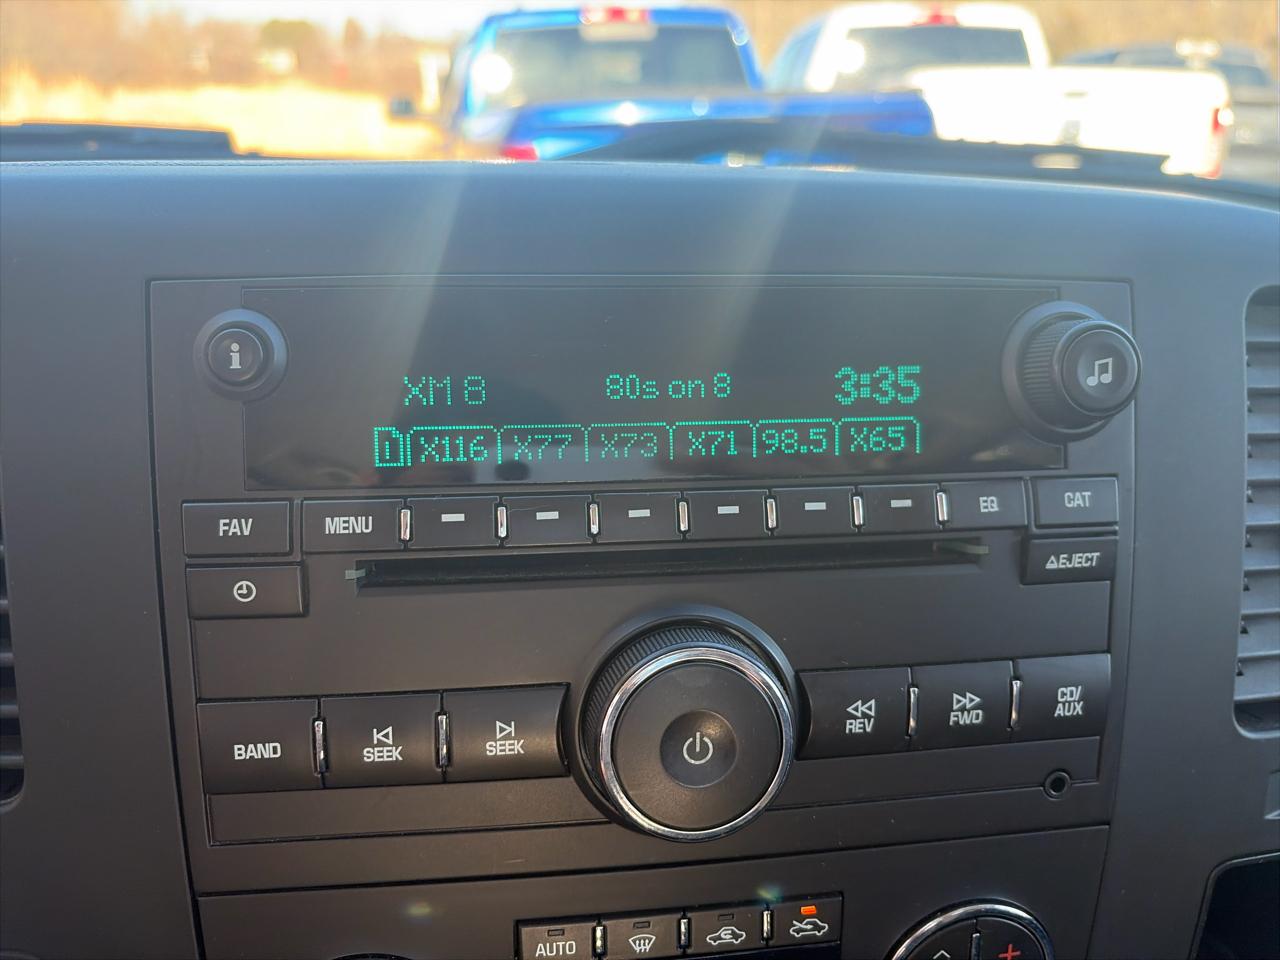 i
XM 8 80s on 8 3:35
1 X116 X77 X73 X71 98.5 X65
FAV MENU EQ CAT
EJECT
BAND SEEK SEEK REV FWD CD/
AUX
AUTO